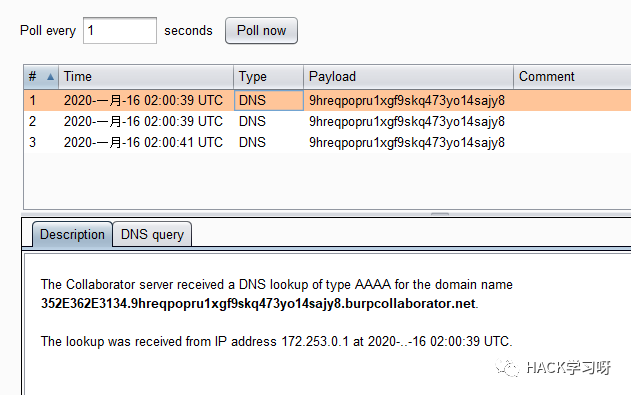 Poll every 1 seconds Poll now
# Time Type Payload Comment
1 2020-一月-16 02:00:39 UTC DNS 9hreqpopru1xgf9skq473yo14sajy8
2 2020-一月-16 02:00:39 UTC DNS 9hreqpopru1xgf9skq473yo14sajy8
3 2020-一月-16 02:00:41 UTC DNS 9hreqpopru1xgf9skq473yo14sajy8
Description DNS query
The Collaborator server received a DNS lookup of type AAAA for the domain name
352E362E3134.9hreqpopru1xgf9skq473yo14sajy8.burpcollaborator.net.
The lookup was received from IP address 172.253.0.1 at 2020-..-16 02:00:39 UTC.
HACK学习呀